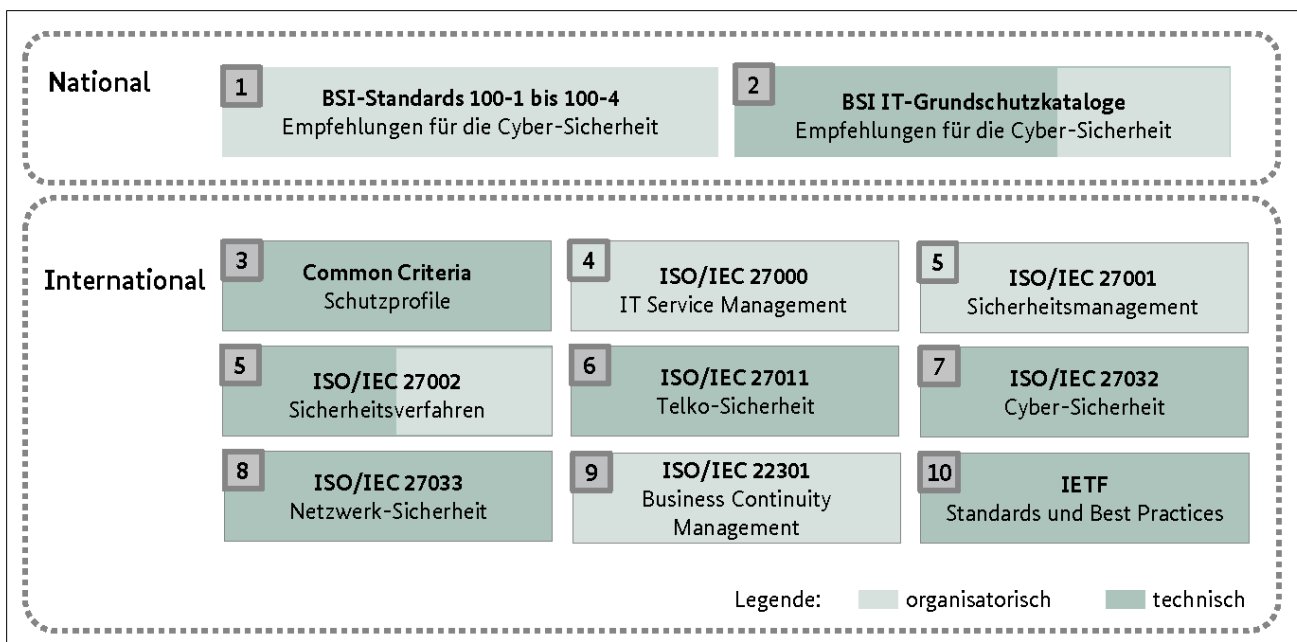 National
1
BSI-Standards 100-1 bis 100-4
Empfehlungen für die Cyber-Sicherheit
2
BSI IT-Grundschutzkataloge
Empfehlungen für die Cyber-Sicherheit
International
3
Common Criteria
Schutzprofile
4
ISO/IEC 27000
IT Service Management
5
ISO/IEC 27001
Sicherheitsmanagement
5
ISO/IEC 27002
Sicherheitsverfahren
6
ISO/IEC 27011
Telko-Sicherheit
7
ISO/IEC 27032
Cyber-Sicherheit
8
ISO/IEC 27033
Netzwerk-Sicherheit
9
ISO/IEC 22301
Business Continuity
Management
10
IETF
Standards und Best Practices
Legende: organisatorisch technisch